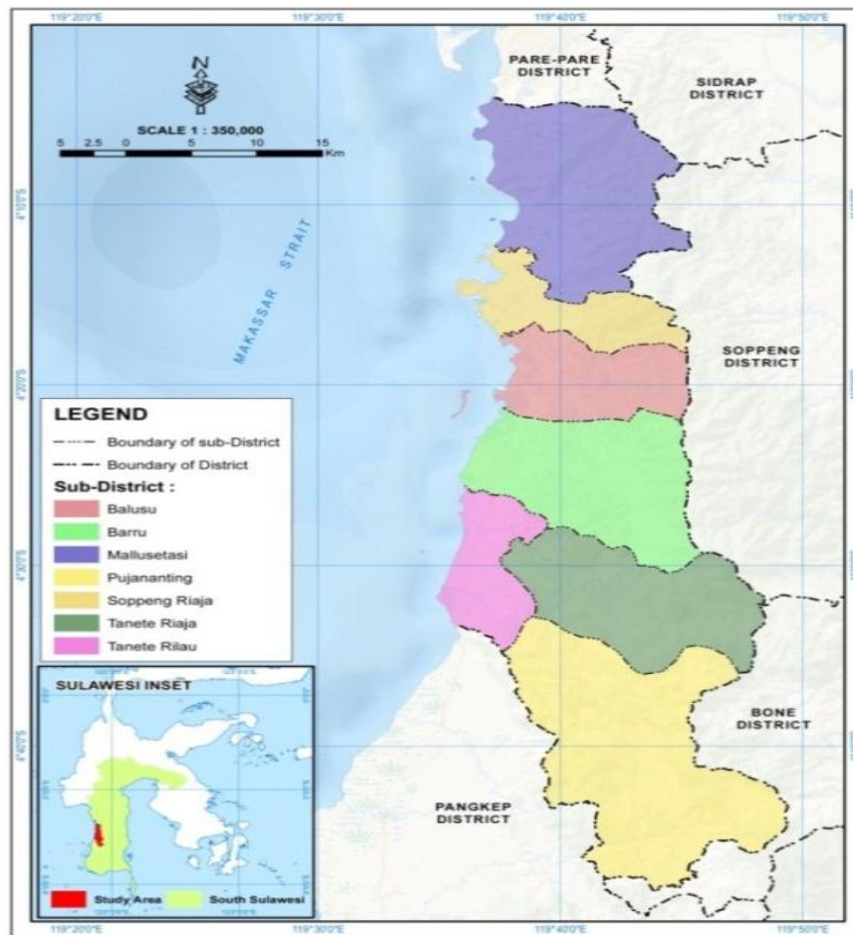 119°20'0"E
119°30'0"E
119°40'0"E
119°50'0"E
PARE-PARE
DISTRICT
SIDRAP
DISTRICT
N
SCALE 1 : 350,000
5 2.5 0 5 10 15
Km
4°10'0"S
MAKASSAR STRAIT
SOPPENG
DISTRICT
4°20'0"S
LEGEND
Boundary of sub-District
Boundary of District
Sub-District :
Balusu
Barru
Mallusetasi
Pujananting
Soppeng Riaja
Tanete Riaja
Tanete Rilau
4°30'0"S
SULAWESI INSET
BONE
DISTRICT
4°40'0"S
PANGKEP
DISTRICT
Study Area
South Sulawesi
119°20'0"E
119°30'0"E
119°40'0"E
119°50'0"E